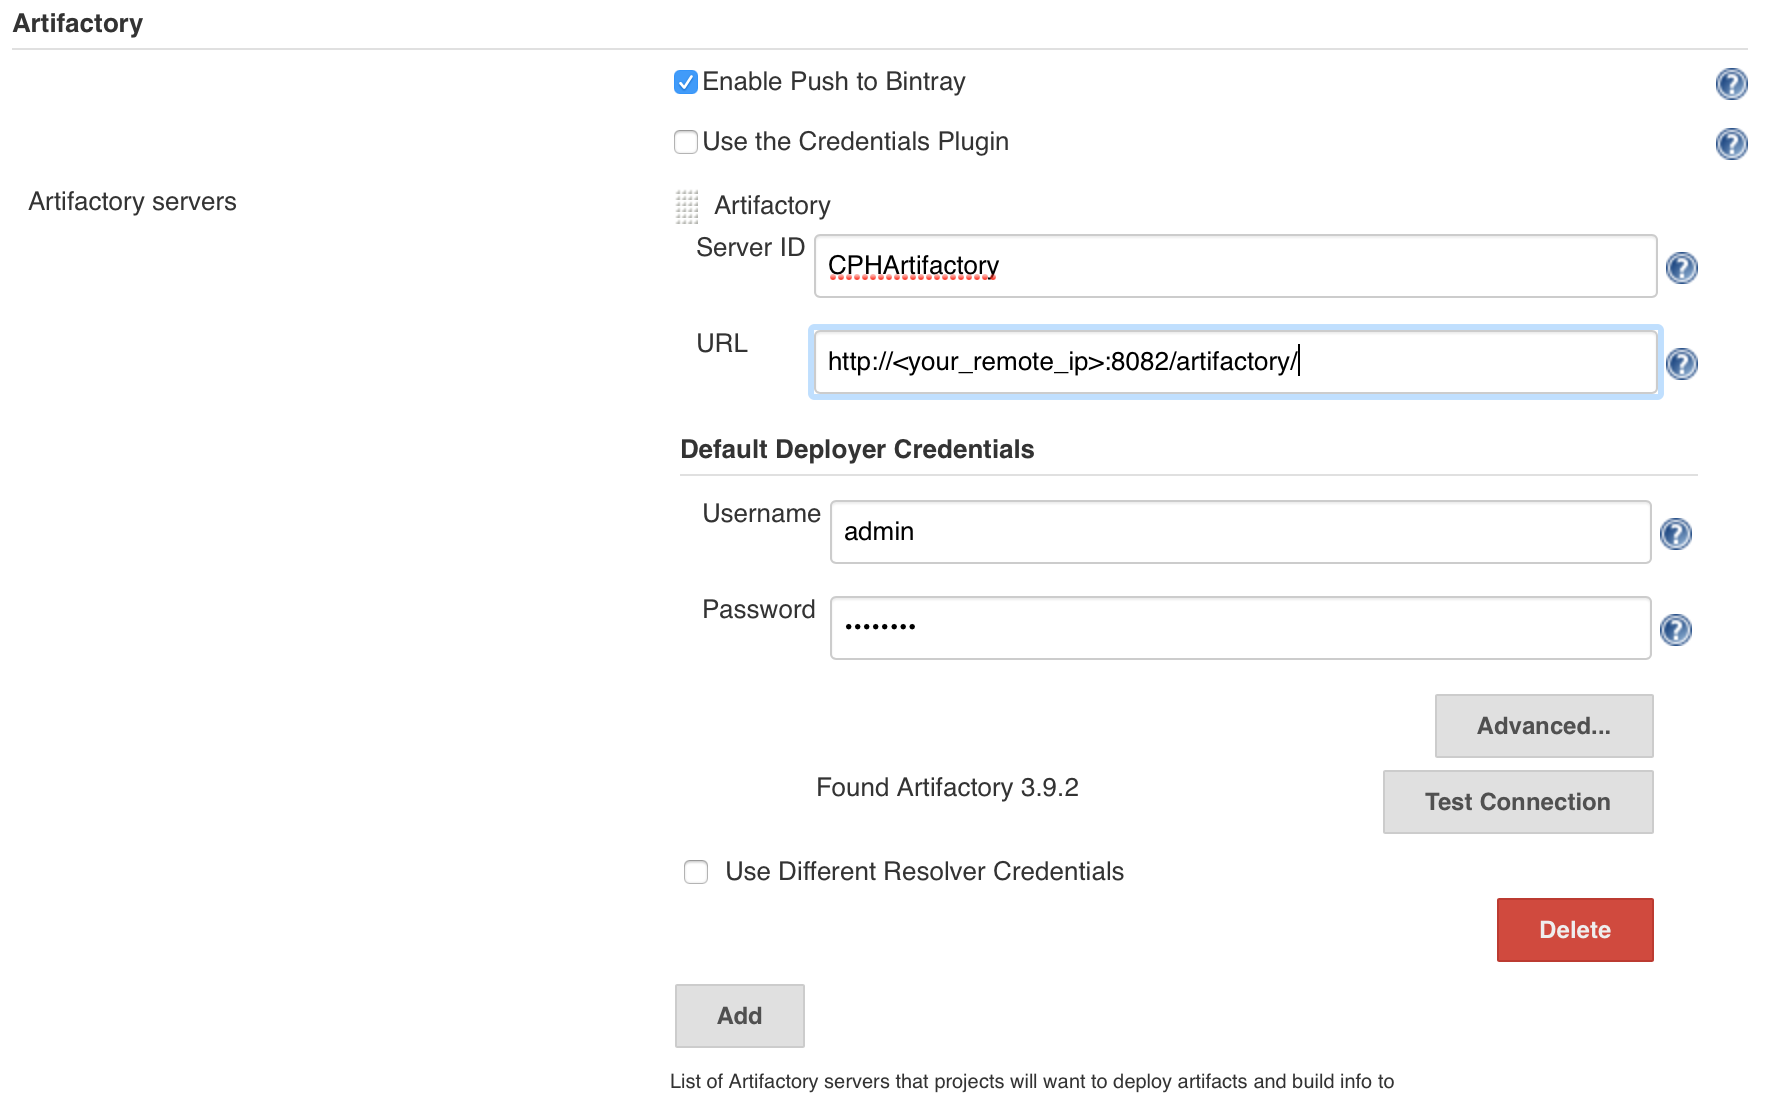 Artifactory
Enable Push to Bintray
Use the Credentials Plugin
Artifactory servers
Artifactory
Server ID
CPHArtifactory
URL
http://<your_remote_ip>:8082/artifactory/
Default Deployer Credentials
Username
admin
Password
••••••••
Advanced...
Found Artifactory 3.9.2
Test Connection
Use Different Resolver Credentials
Delete
Add
List of Artifactory servers that projects will want to deploy artifacts and build info to